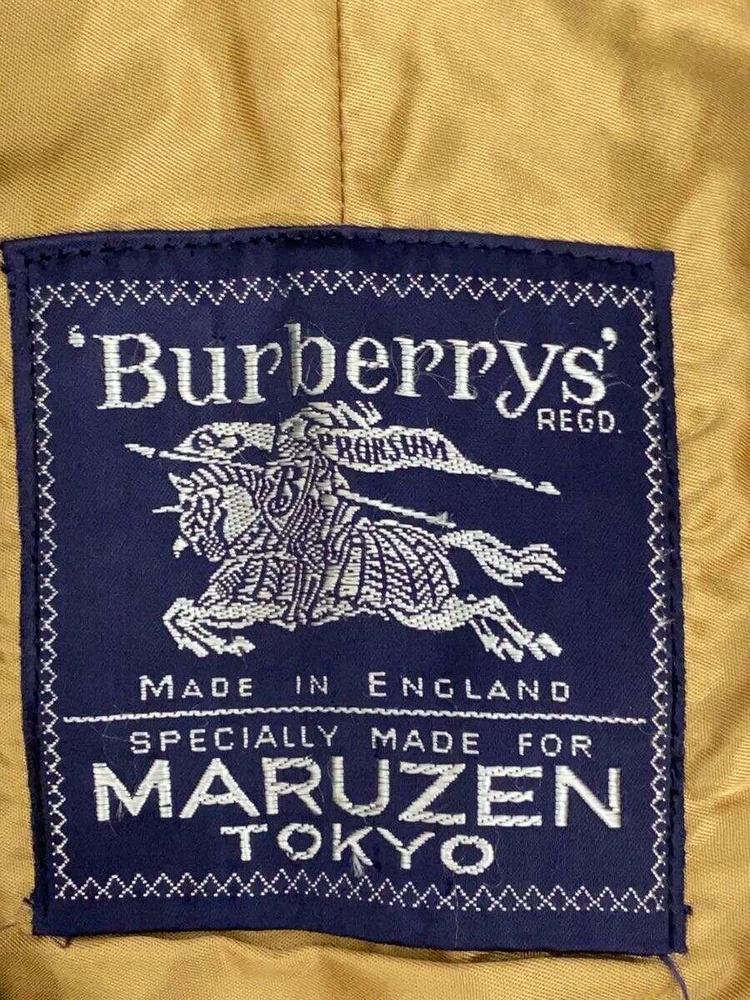 'Burberrys'
REGD.
PRORSUM
B
MADE IN ENGLAND
SPECIALLY MADE FOR
MARUZEN
TOKYO